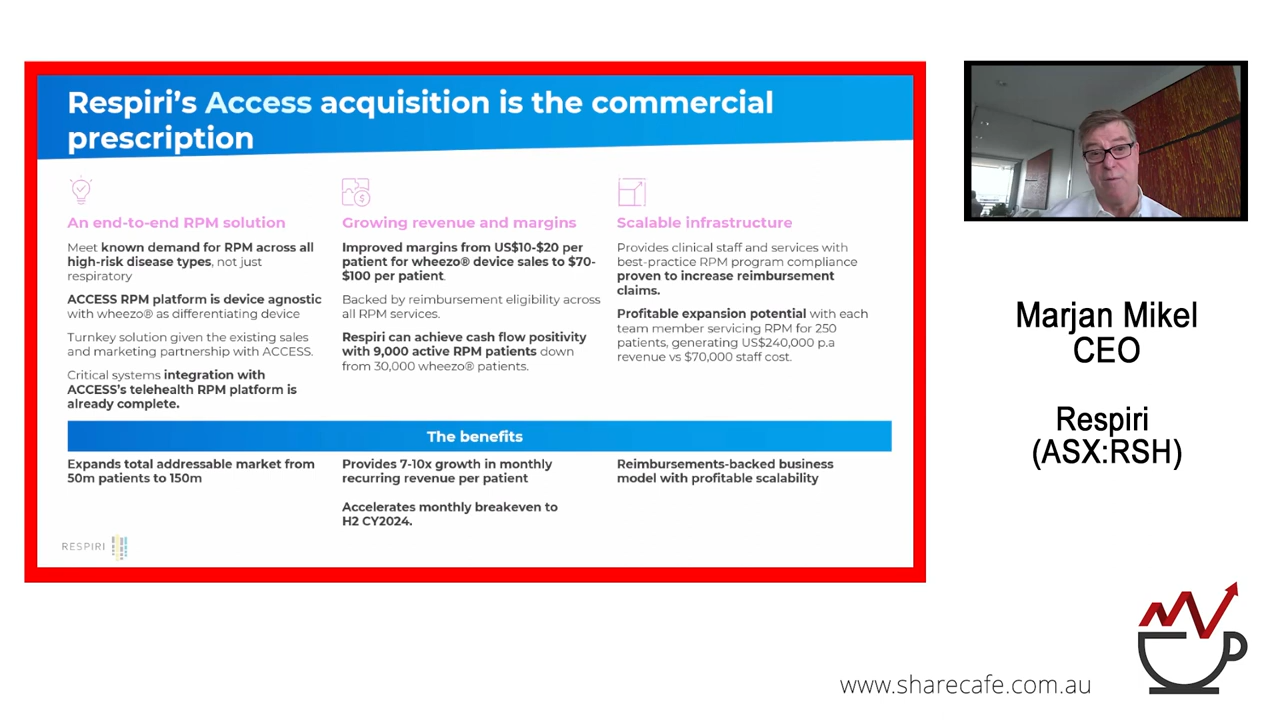 Respiri's Access acquisition is the commercial
prescription
An end-to-end RPM solution
Meet known demand for RPM across all
high-risk disease types, not just
respiratory
ACCESS RPM platform is device agnostic
with wheezo® as differentiating device
Turnkey solution given the existing sales
and marketing partnership with ACCESS.
Critical systems integration with
ACCESS's telehealth RPM platform is
already complete.
Growing revenue and margins
Improved margins from US$10-$20 per
patient for wheezo® device sales to $70-
$100 per patient.
Backed by reimbursement eligibility across
all RPM services.
Respiri can achieve cash flow positivity
with 9,000 active RPM patients down
from 30,000 wheezo® patients.
Scalable infrastructure
Provides clinical staff and services with
best-practice RPM program compliance
proven to increase reimbursement
claims.
Profitable expansion potential with each
team member servicing RPM for 250
patients, generating US$240,000 p.a
revenue vs $70,000 staff cost.
The benefits
Expands total addressable market from
50m patients to 150m
Provides 7-10x growth in monthly
recurring revenue per patient
Accelerates monthly breakeven to
H2 CY2024.
Reimbursements-backed business
model with profitable scalability
RESPIRI
Marjan Mikel
CEO
Respiri
(ASX:RSH)
www.sharecafe.com.au